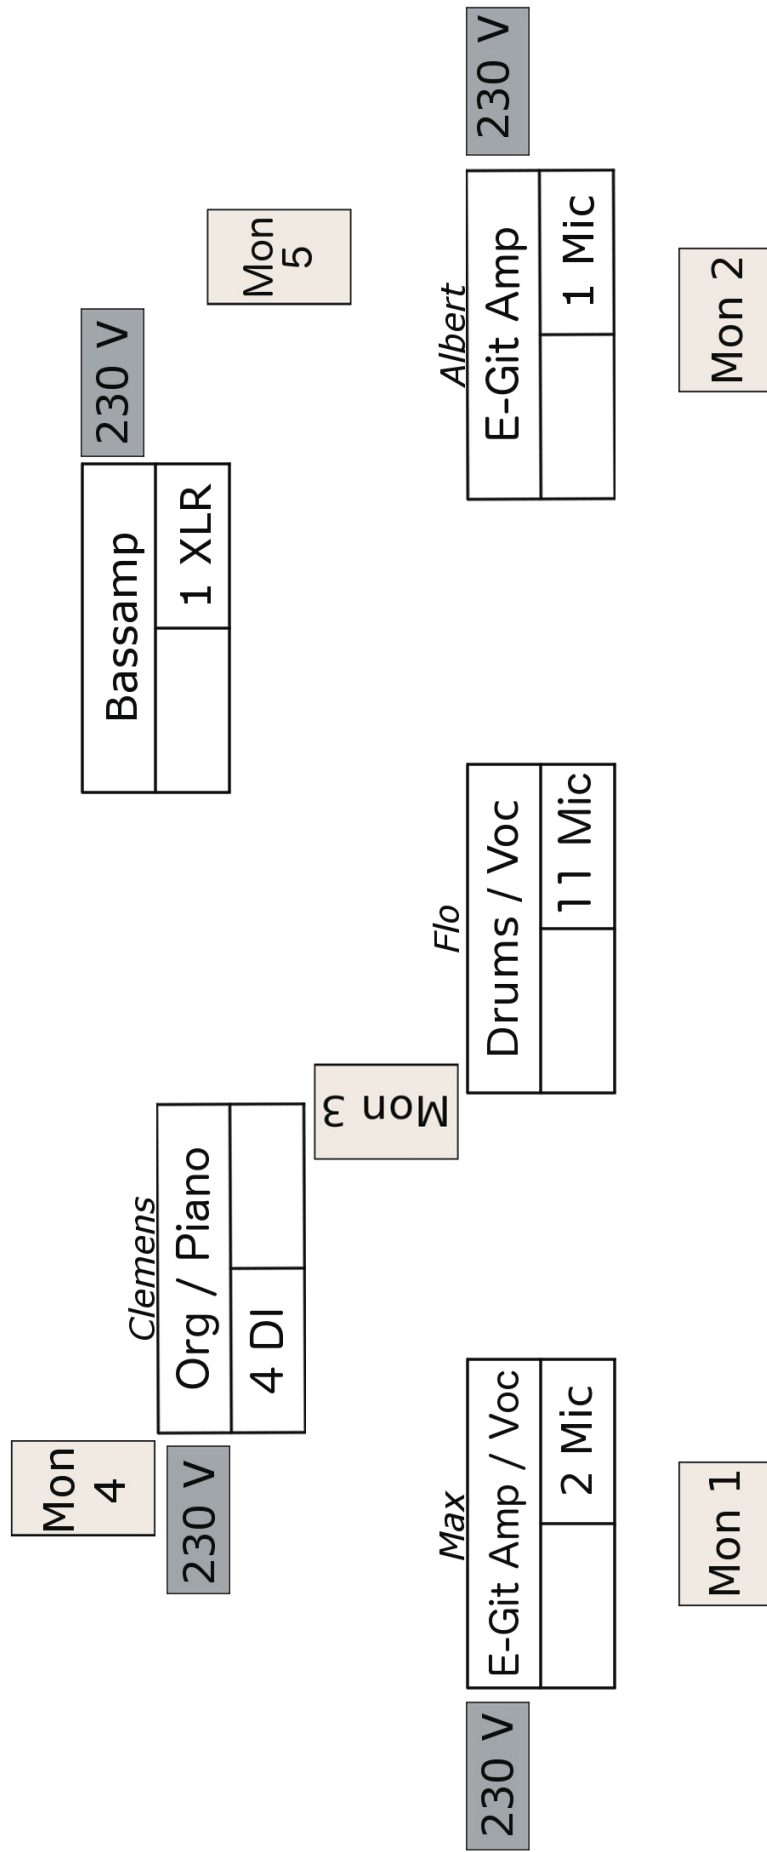 Mon
4
Bassamp
230 V
1 XLR
Clemens
230 V
Org / Piano
4 DI
Mon
5
Mon 3
Max
230 V
E-Git Amp / Voc
2 Mic
Flo
Drums / Voc
11 Mic
Albert
E-Git Amp
230 V
1 Mic
Mon 1
Mon 2